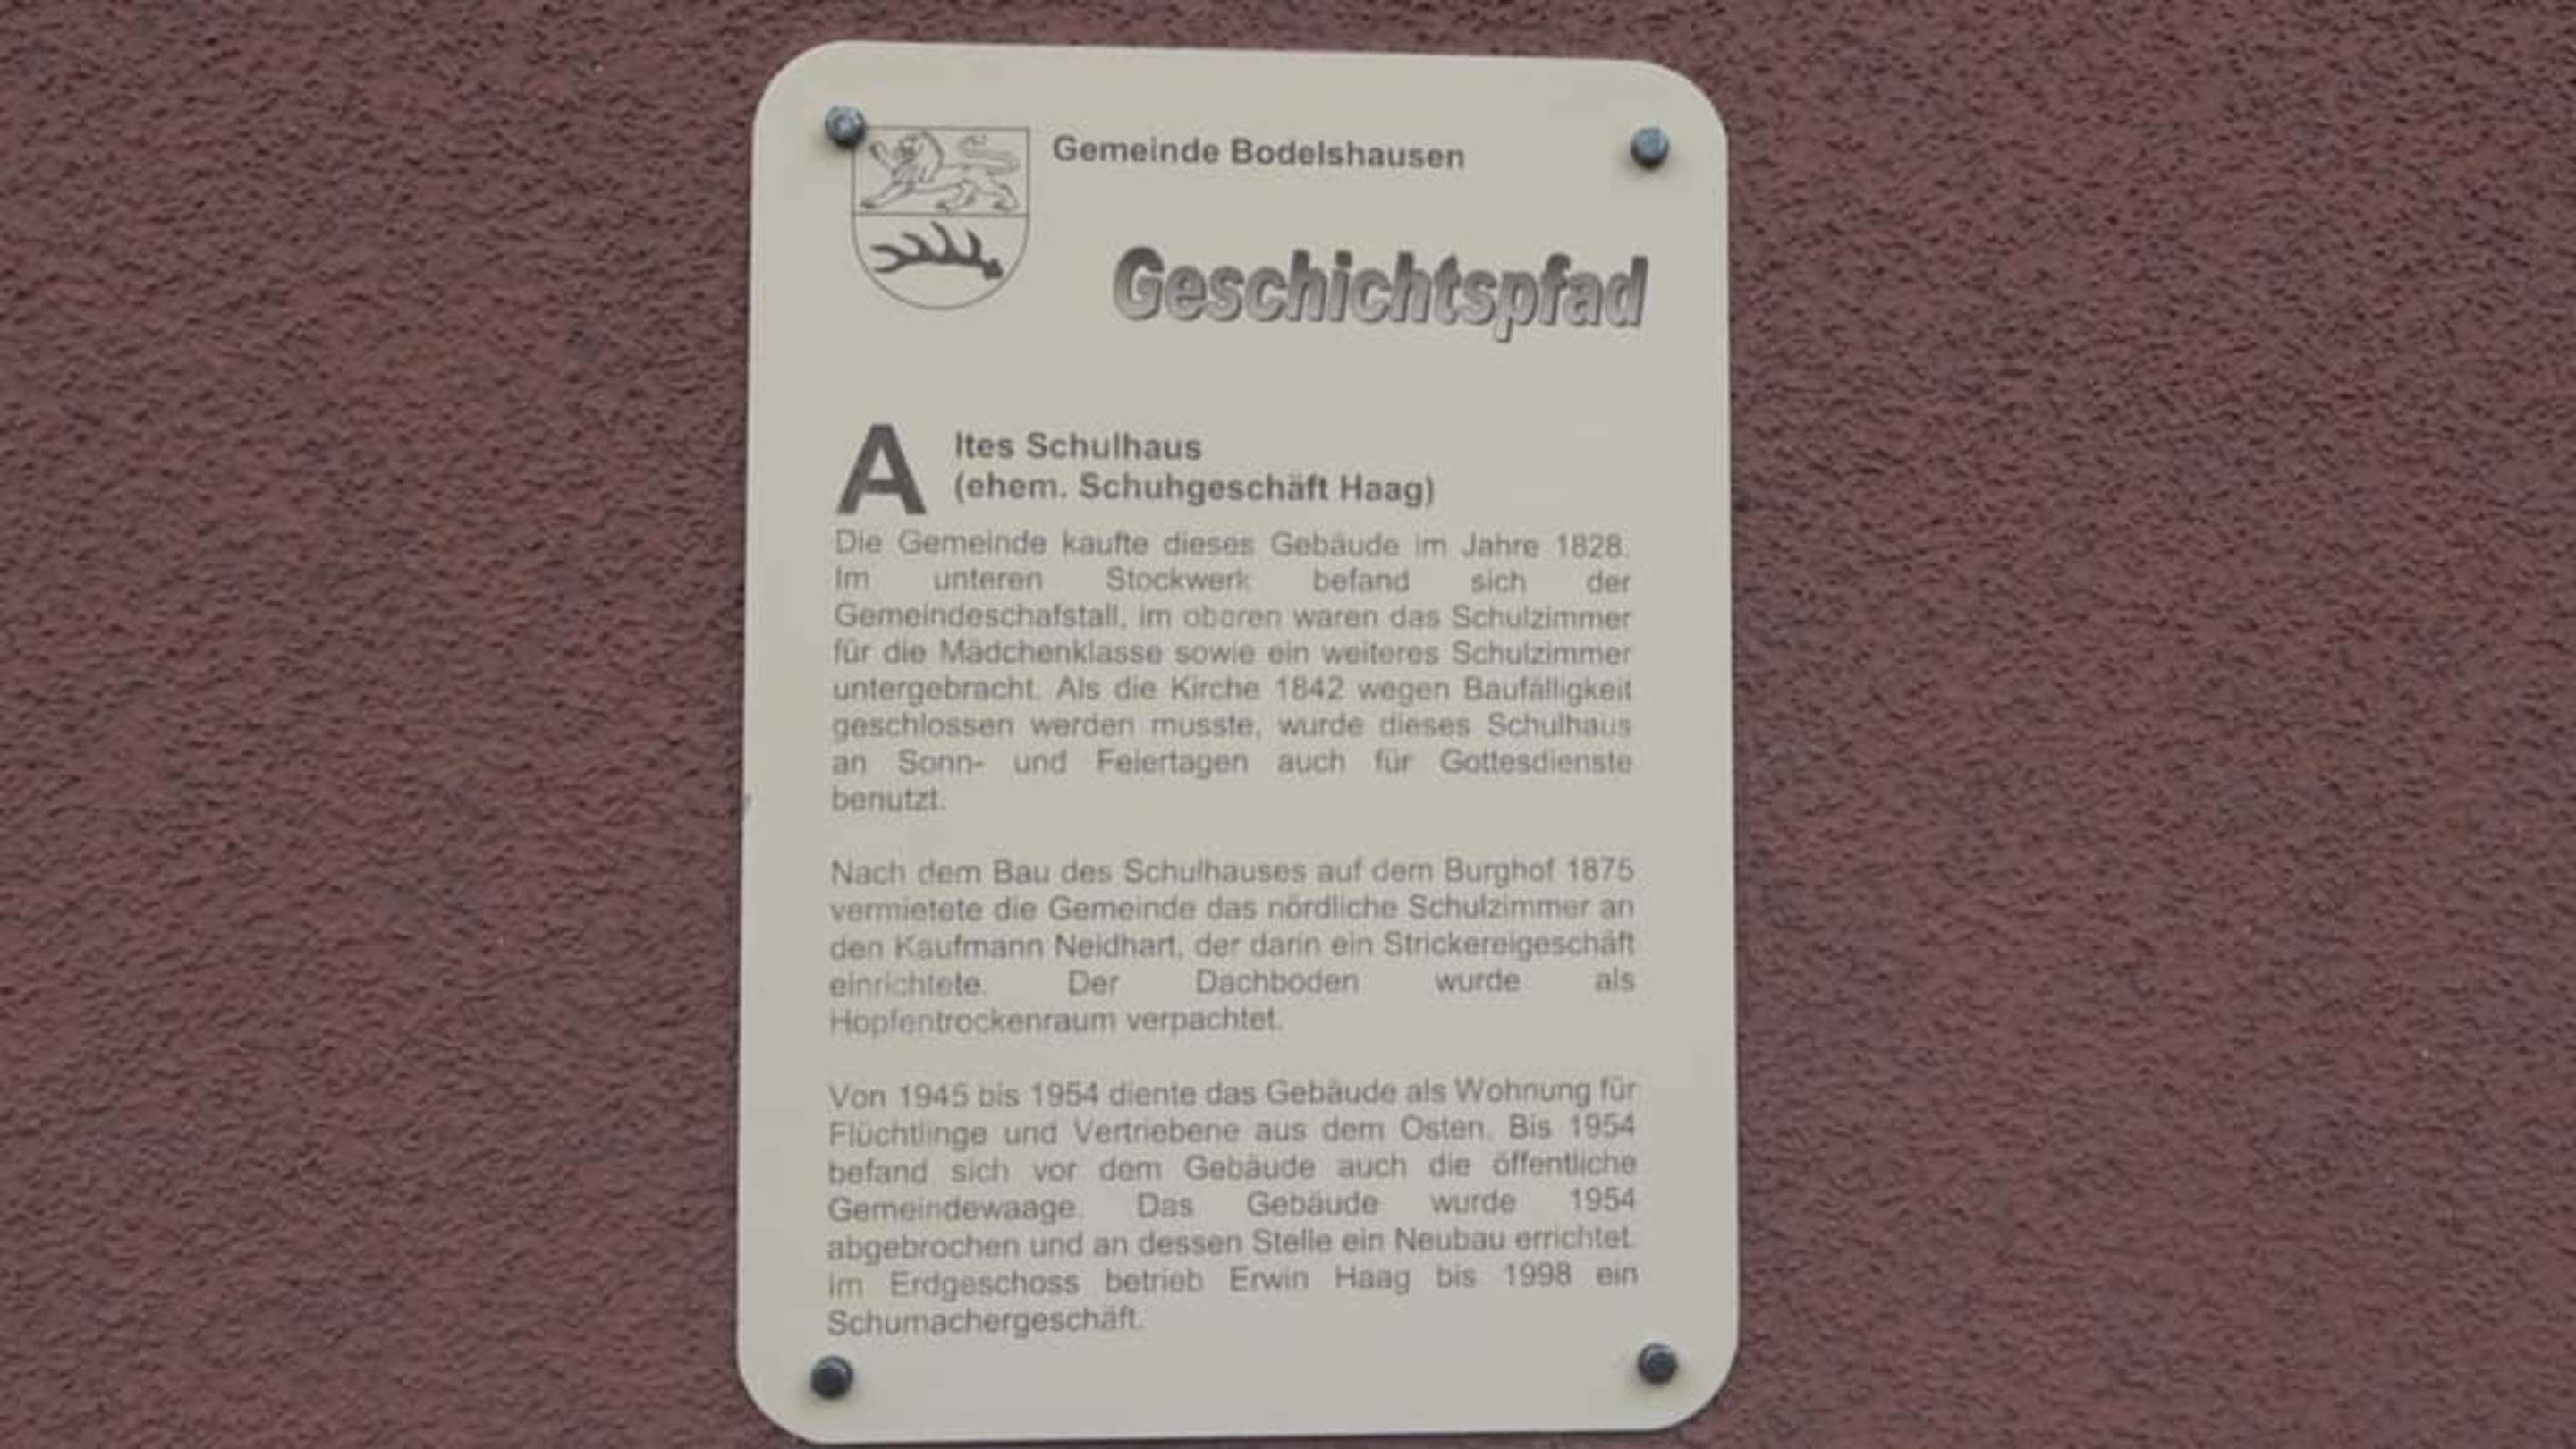 Gemeinde Bodelshausen
Geschichtspfad
Altes Schulhaus
(ehem. Schuhgeschäft Haag)
Die Gemeinde kaufte dieses Gebäude im Jahre 1828.
Im unteren Stockwerk befand sich der
Gemeindeschafstall, im oberen waren das Schulzimmer
für die Mädchenklasse sowie ein weiteres Schulzimmer
untergebracht. Als die Kirche 1842 wegen Baufälligkeit
geschlossen werden musste, wurde dieses Schulhaus
an Sonn- und Feiertagen auch für Gottesdienste
benutzt.
Nach dem Bau des Schulhauses auf dem Burghof 1875
vermietete die Gemeinde das nördliche Schulzimmer an
den Kaufmann Neidhart, der darin ein Strickereigeschäft
einrichtete. Der Dachboden wurde als
Hopfentrockenraum verpachtet.
Von 1945 bis 1954 diente das Gebäude als Wohnung für
Flüchtlinge und Vertriebene aus dem Osten. Bis 1954
befand sich vor dem Gebäude auch die öffentliche
Gemeindewaage. Das Gebäude wurde 1954
abgebrochen und an dessen Stelle ein Neubau errichtet.
Im Erdgeschoss betrieb Erwin Haag bis 1998 ein
Schumachergeschäft.